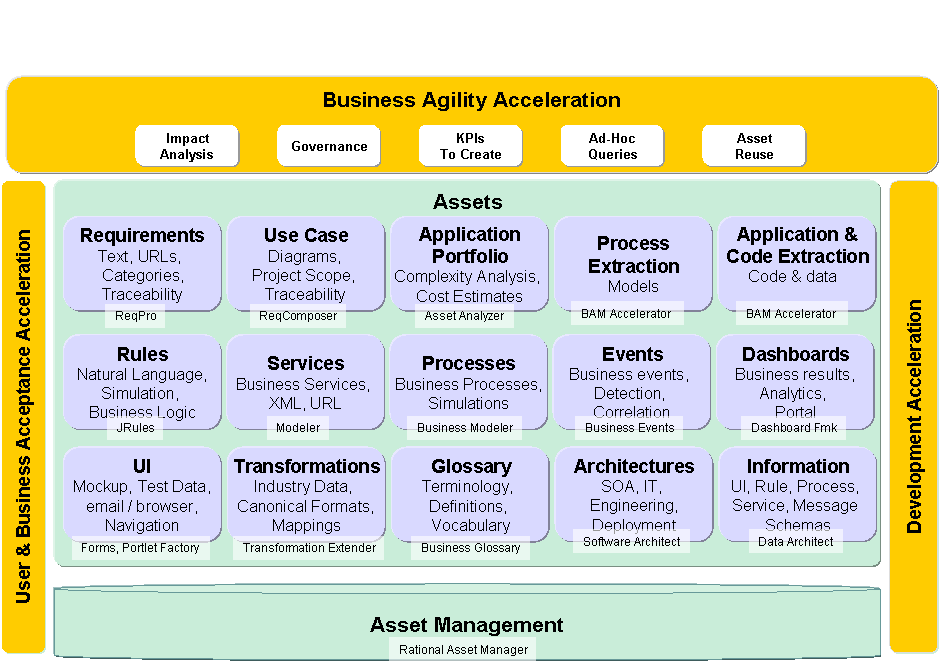 Business Agility Acceleration
Impact
Analysis
Governance
KPIs
To Create
Ad-Hoc
Queries
Asset
Reuse
User & Business Acceptance Acceleration
Assets
Requirements
Text, URLs,
Categories,
Traceability
ReqPro
Use Case
Diagrams,
Project Scope,
Traceability
ReqComposer
Application
Portfolio
Complexity Analysis,
Cost Estimates
Asset Analyzer
Process
Extraction
Models
BAM Accelerator
Application &
Code Extraction
Code & data
BAM Accelerator
Rules
Natural Language,
Simulation,
Business Logic
JRules
Services
Business Services,
XML, URL
Modeler
Processes
Business Processes,
Simulations
Business Modeler
Events
Business events,
Detection,
Correlation
Business Events
Dashboards
Business results,
Analytics,
Portal
Dashboard Fmk
UI
Mockup, Test Data,
email / browser,
Navigation
Forms, Portlet Factory
Transformations
Industry Data,
Canonical Formats,
Mappings
Transformation Extender
Glossary
Terminology,
Definitions,
Vocabulary
Business Glossary
Architectures
SOA, IT,
Engineering,
Deployment
Software Architect
Information
UI, Rule, Process,
Service, Message
Schemas
Data Architect
Development Acceleration
Asset Management
Rational Asset Manager